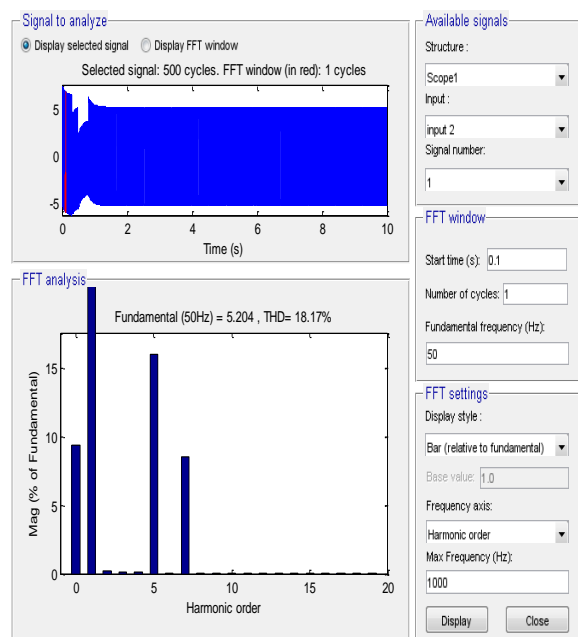 Signal to analyze
Display selected signal Display FFT window
Selected signal: 500 cycles. FFT window (in red): 1 cycles
5
0
-5
0 2 4 6 8 10
Time (s)
FFT analysis
Fundamental (50Hz) = 5.204 , THD= 18.17%
15
10
5
0
Mag (% of Fundamental)
0 5 10 15 20
Harmonic order
Available signals
Structure :
Scope1
Input :
input 2
Signal number:
1
FFT window
Start time (s): 0.1
Number of cycles: 1
Fundamental frequency (Hz):
50
FFT settings
Display style :
Bar (relative to fundamental)
Base value: 1.0
Frequency axis:
Harmonic order
Max Frequency (Hz):
1000
Display Close